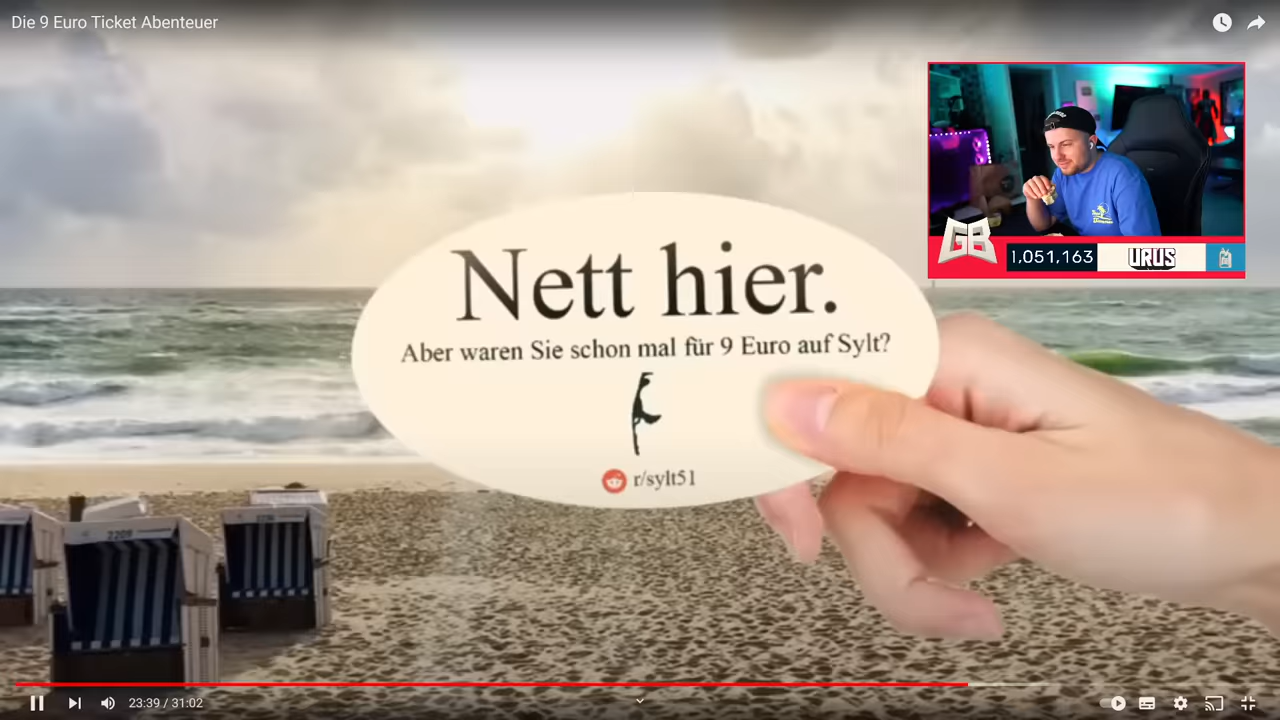 Die 9 Euro Ticket Abenteuer
Nett hier.
Aber waren Sie schon mal für 9 Euro auf Sylt?
r/sylt51
GB
1,051,163
URUS
2209
23:39 / 31:02